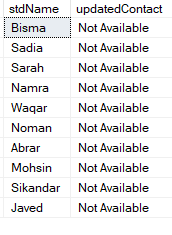 stdName updatedContact
Bisma Not Available
Sadia Not Available
Sarah Not Available
Namra Not Available
Waqar Not Available
Noman Not Available
Abrar Not Available
Mohsin Not Available
Sikandar Not Available
Javed Not Available